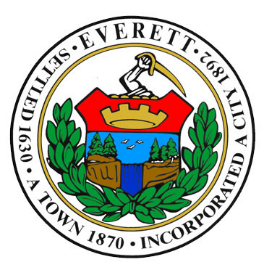 • EVERETT •
SETTLED 1630 • A TOWN 1870 • INCORPORATED A CITY 1892